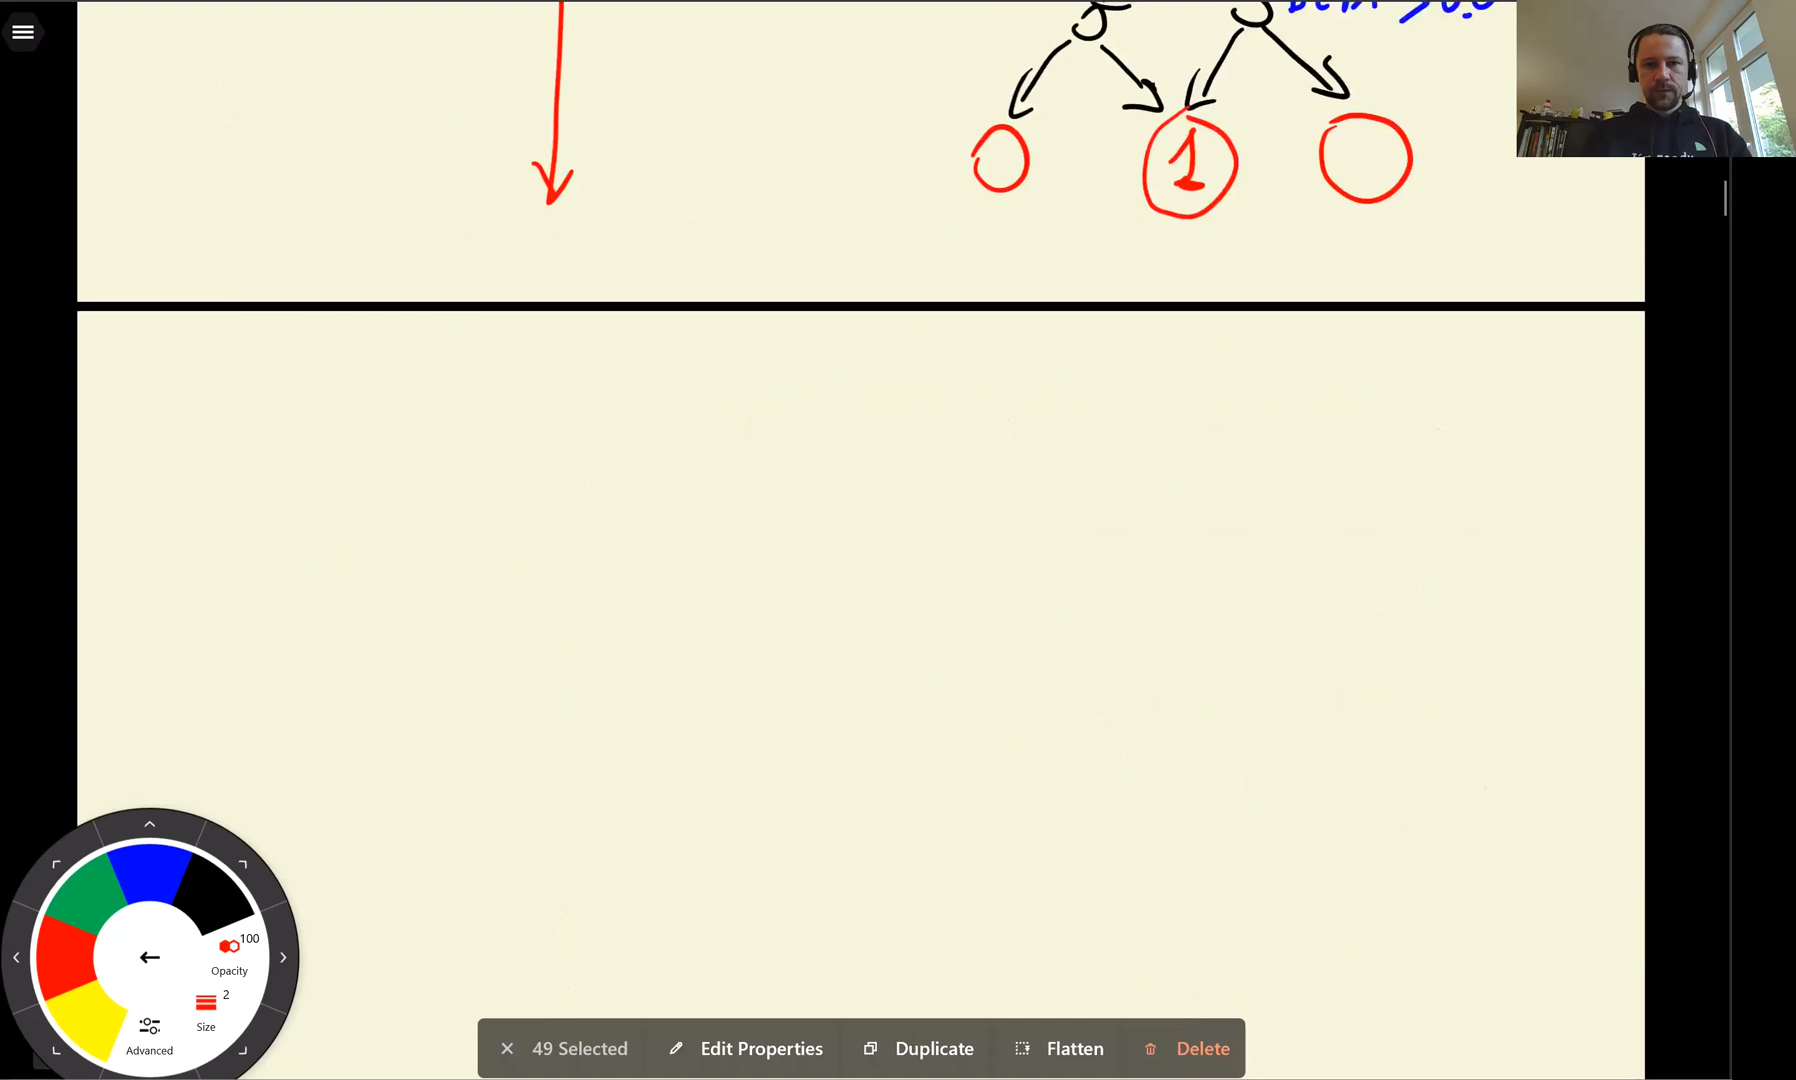 1
100
Opacity
2
Size
Advanced
49 Selected
Edit Properties
Duplicate
Flatten
Delete